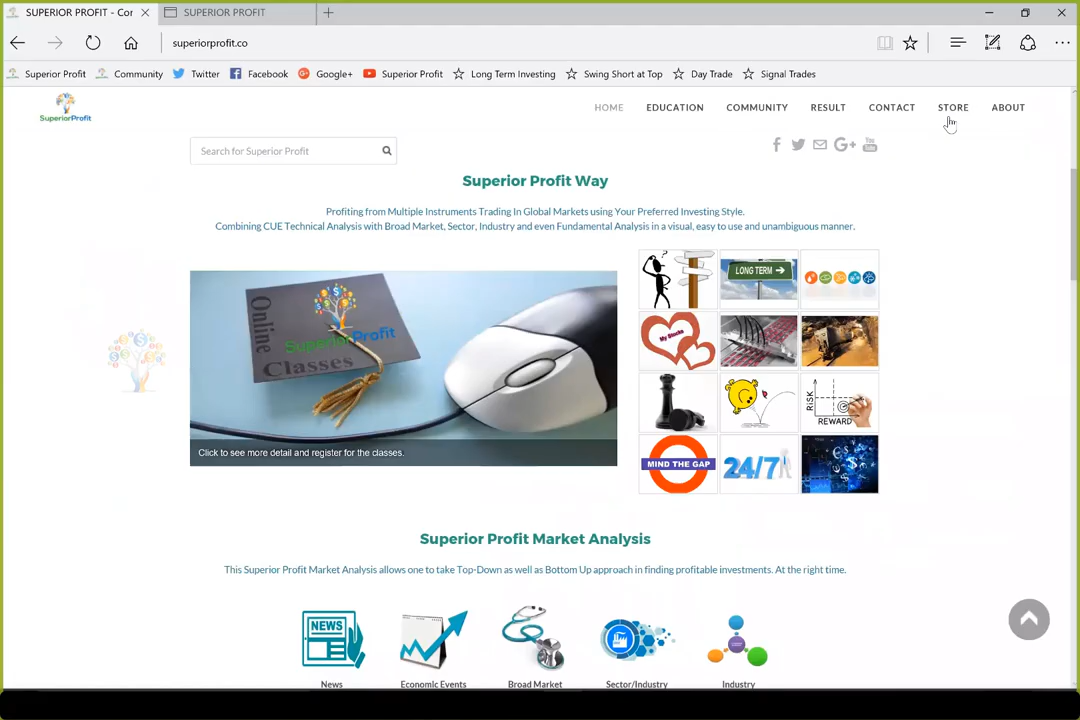 SUPERIOR PROFIT - Cor
SUPERIOR PROFIT
superiorprofit.co
Superior Profit
Community
Twitter
Facebook
Google+
Superior Profit
Long Term Investing
Swing Short at Top
Day Trade
Signal Trades
SuperiorProfit
HOME
EDUCATION
COMMUNITY
RESULT
CONTACT
STORE
ABOUT
Search for Superior Profit
Superior Profit Way
Profiting from Multiple Instruments Trading In Global Markets using Your Preferred Investing Style.
Combining CUE Technical Analysis with Broad Market, Sector, Industry and even Fundamental Analysis in a visual, easy to use and unambiguous manner.
Online
SuperiorProfit
Classes
Click to see more detail and register for the classes.
LONG TERM
My Stocks
RISK
REWARD
MIND THE GAP
24/7
Superior Profit Market Analysis
This Superior Profit Market Analysis allows one to take Top-Down as well as Bottom Up approach in finding profitable investments. At the right time.
NEWS
News
Economic Events
Broad Market
Sector/Industry
Industry